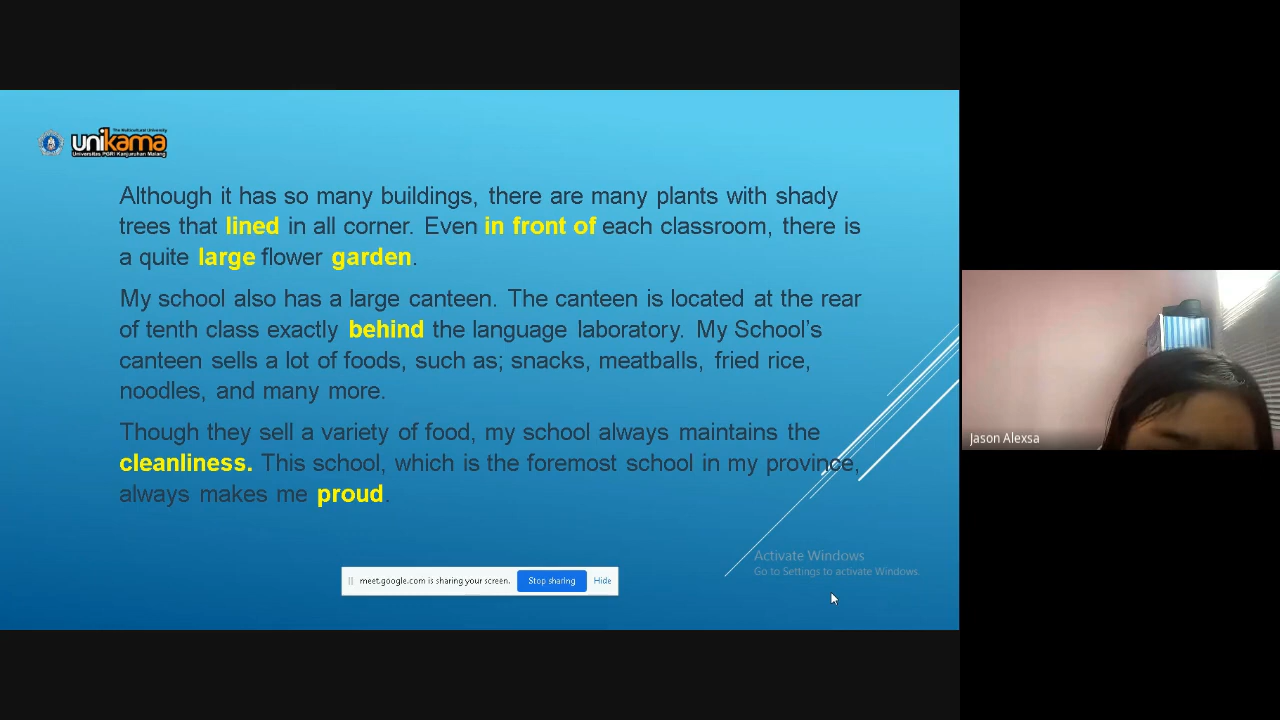 The Multicultural University
unikama
Universitas PGRI Kanjuruhan Malang
Although it has so many buildings, there are many plants with shady
trees that lined in all corner. Even in front of each classroom, there is
a quite large flower garden.
My school also has a large canteen. The canteen is located at the rear
of tenth class exactly behind the language laboratory. My School's
canteen sells a lot of foods, such as; snacks, meatballs, fried rice,
noodles, and many more.
Though they sell a variety of food, my school always maintains the
cleanliness. This school, which is the foremost school in my province,
always makes me proud.
Jason Alexsa
Activate Windows
Go to Settings to activate Windows.
meet.google.com is sharing your screen. Stop sharing Hide